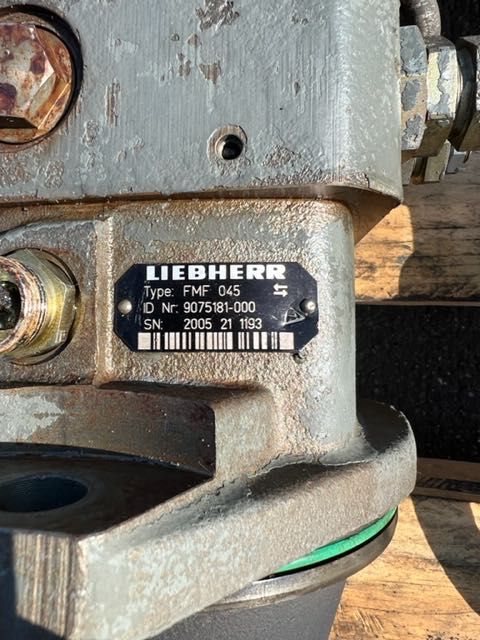 LIEBHERR
Type: FMF 045
ID Nr: 9075181-000
SN: 2005 21 1193